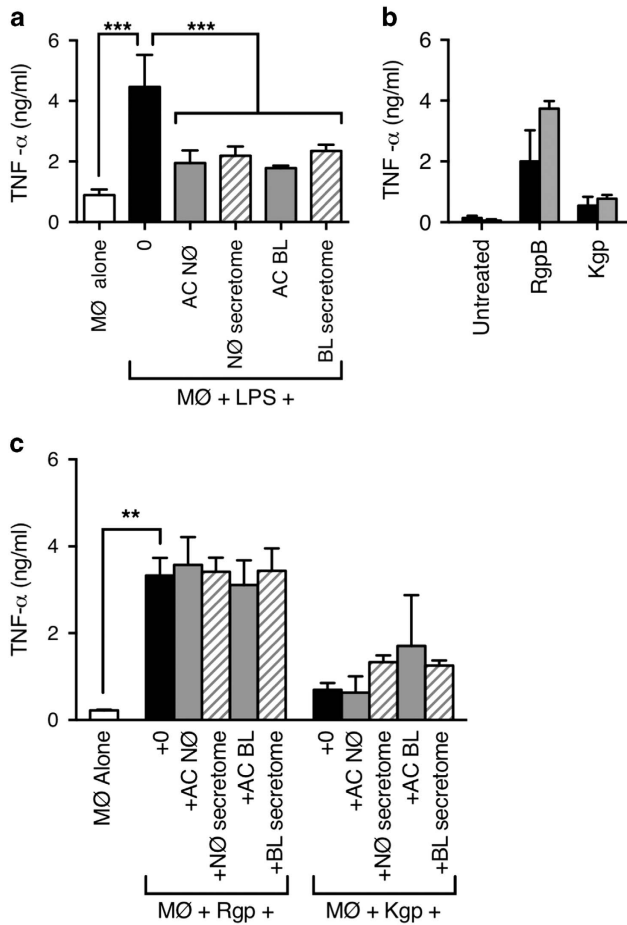 a
TNF -α (ng/ml)
6
4
2
0
***
***
MØ alone
0
AC NØ
NØ secretome
AC BL
BL secretome
MØ + LPS +
b
TNF -α (ng/ml)
6
4
2
0
Untreated
RgpB
Kgp
c
TNF-α (ng/ml)
6
4
2
0
**
MØ Alone
+0
+AC NØ
+NØ secretome
+AC BL
+BL secretome
+0
+AC NØ
+NØ secretome
+AC BL
+BL secretome
MØ + Rgp +
MØ + Kgp +